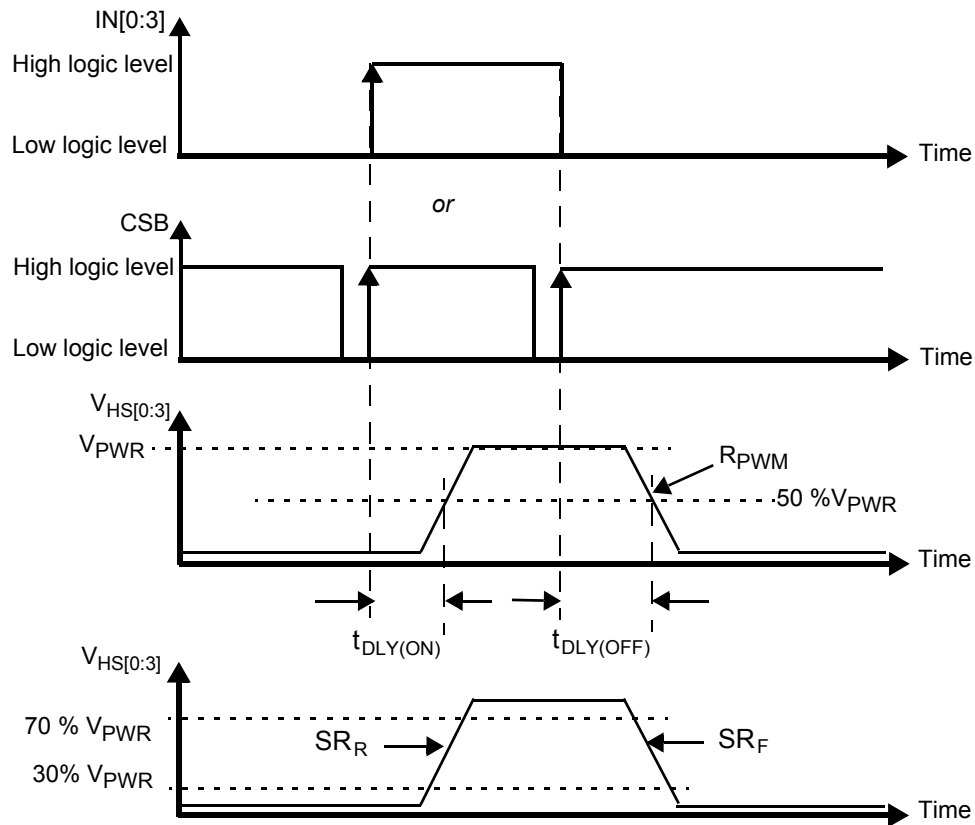 IN[0:3]
High logic level
Low logic level
Time
or
CSB
High logic level
Low logic level
Time
VHS[0:3]
VPWR
RPWM
50 %VPWR
Time
tDLY(ON)
tDLY(OFF)
VHS[0:3]
70 % VPWR
SRR
SRF
30% VPWR
Time